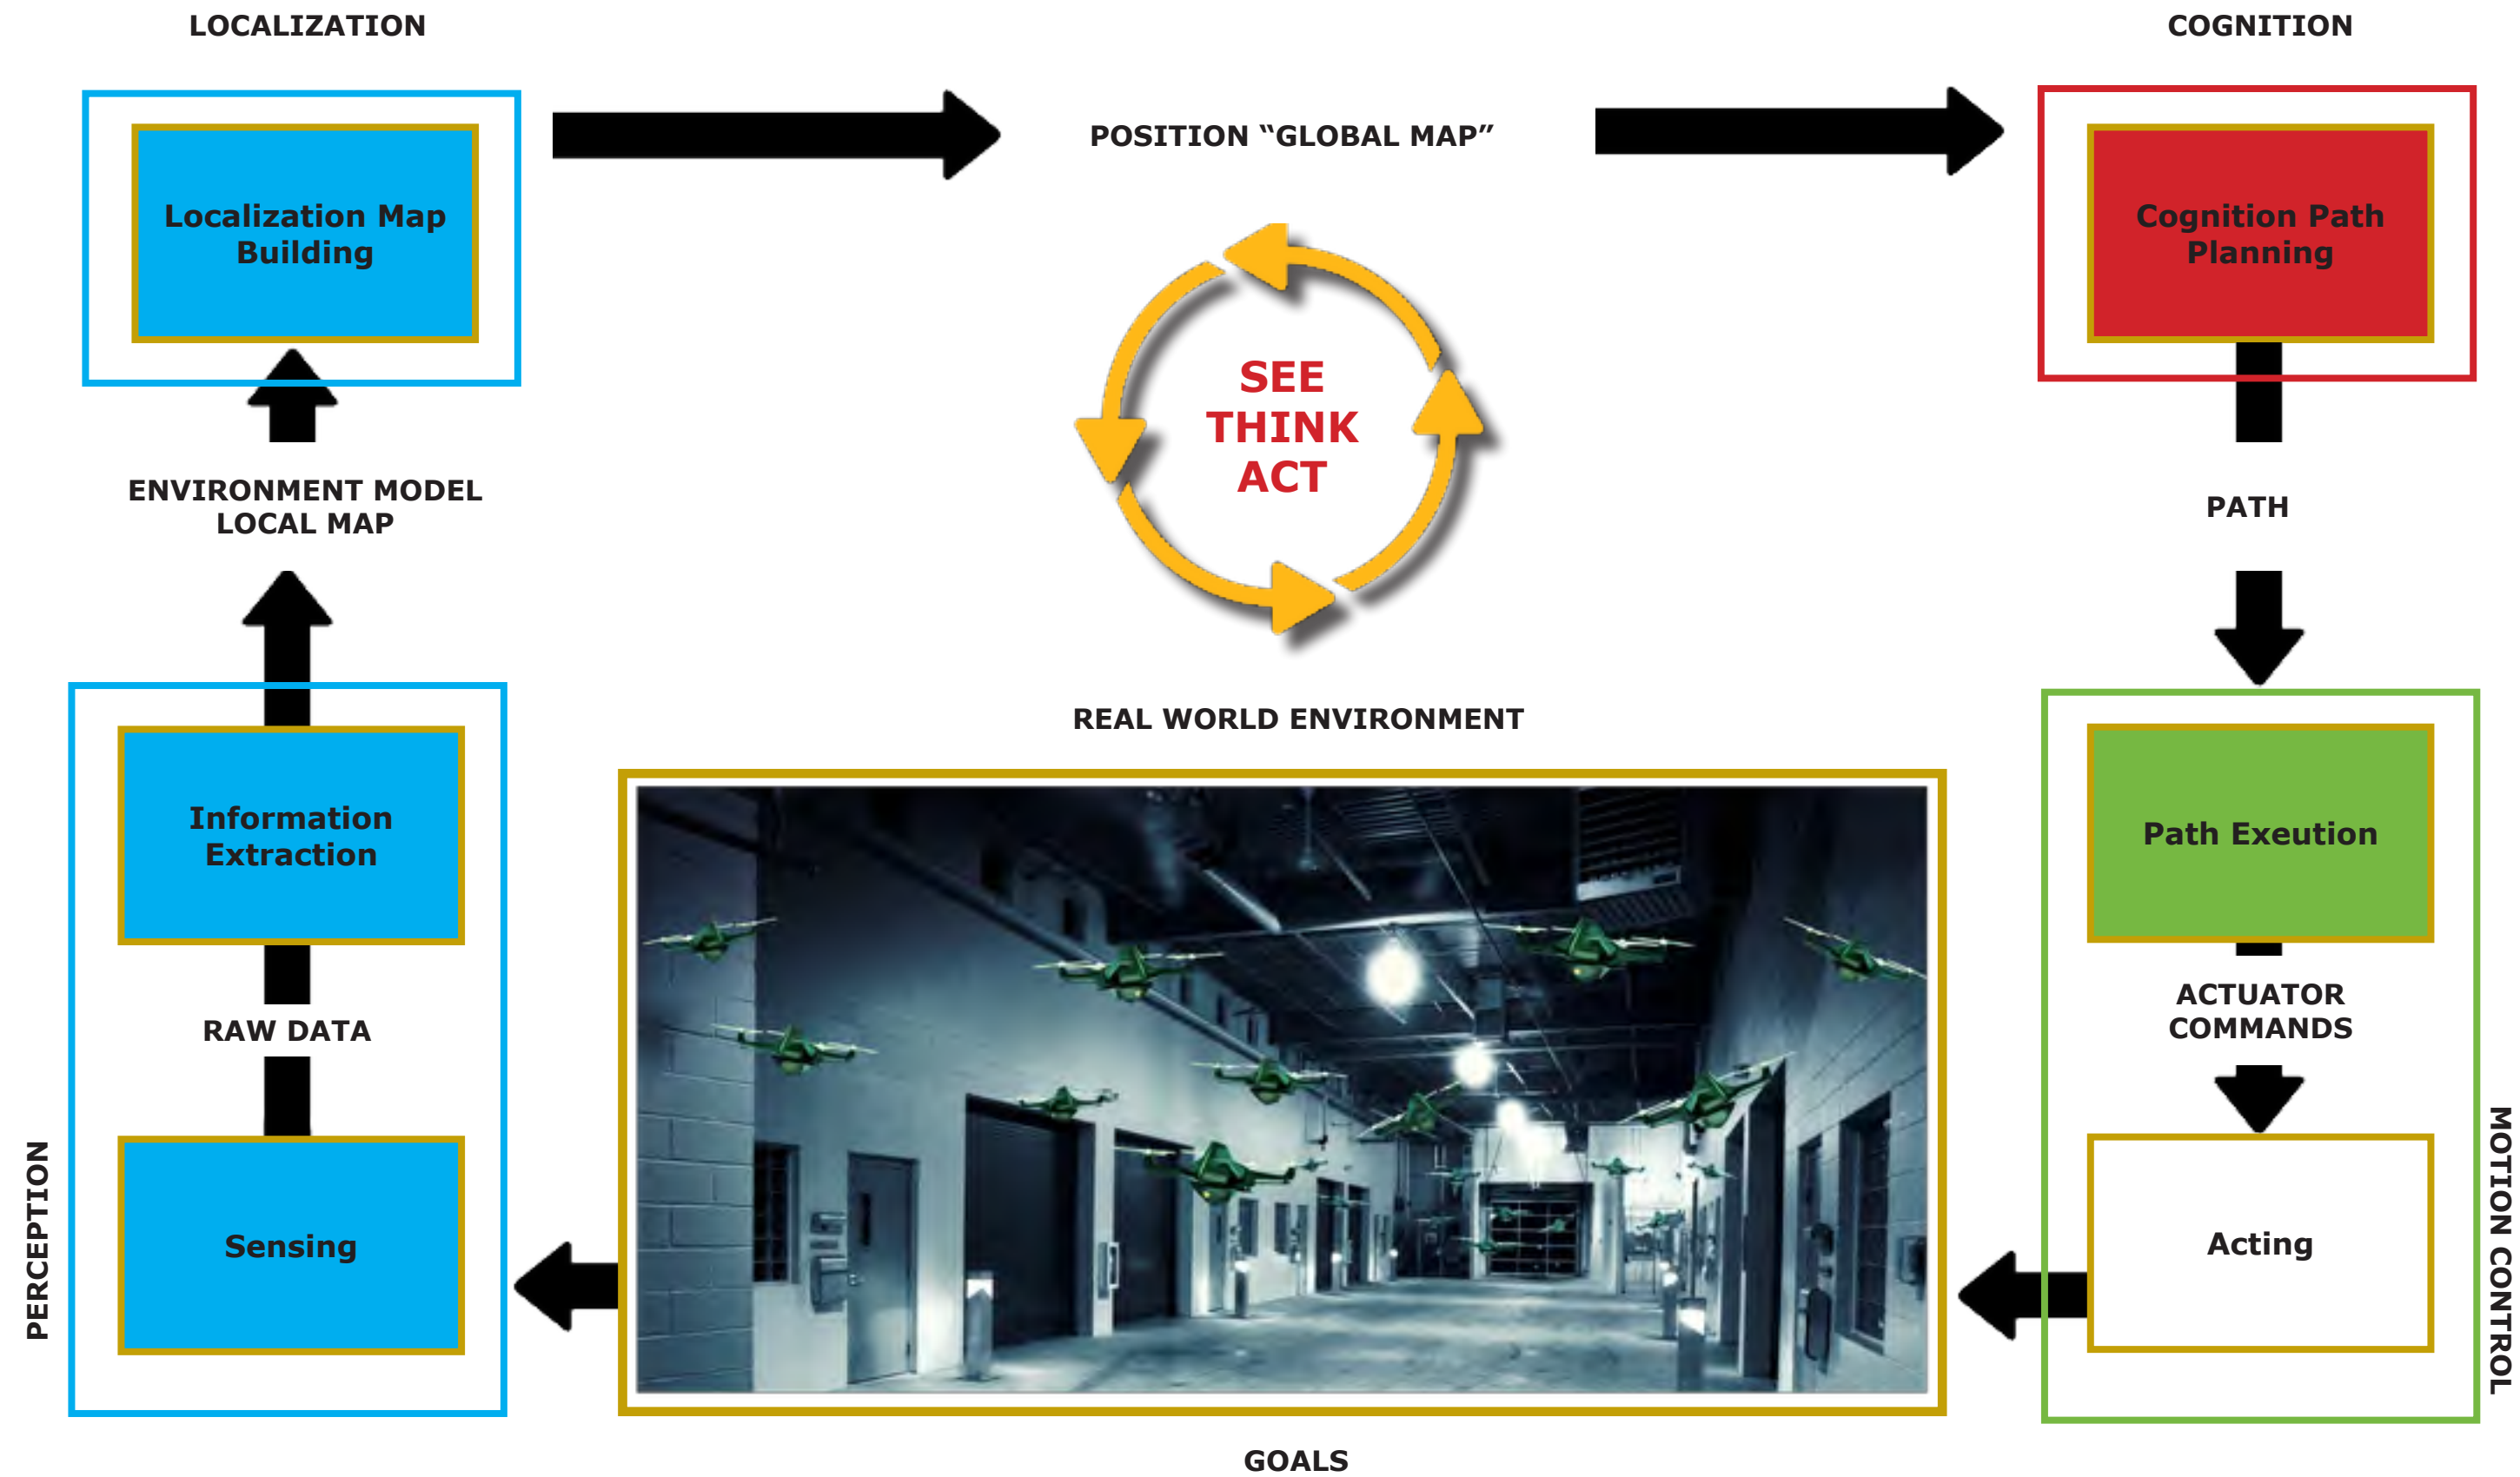 LOCALIZATION
COGNITION
POSITION “GLOBAL MAP”
Localization Map
Building
Cognition Path
Planning
SEE
THINK
ACT
ENVIRONMENT MODEL
LOCAL MAP
PATH
REAL WORLD ENVIRONMENT
Information
Extraction
Path Exeution
RAW DATA
ACTUATOR
COMMANDS
PERCEPTION
Sensing
Acting
MOTION CONTROL
GOALS